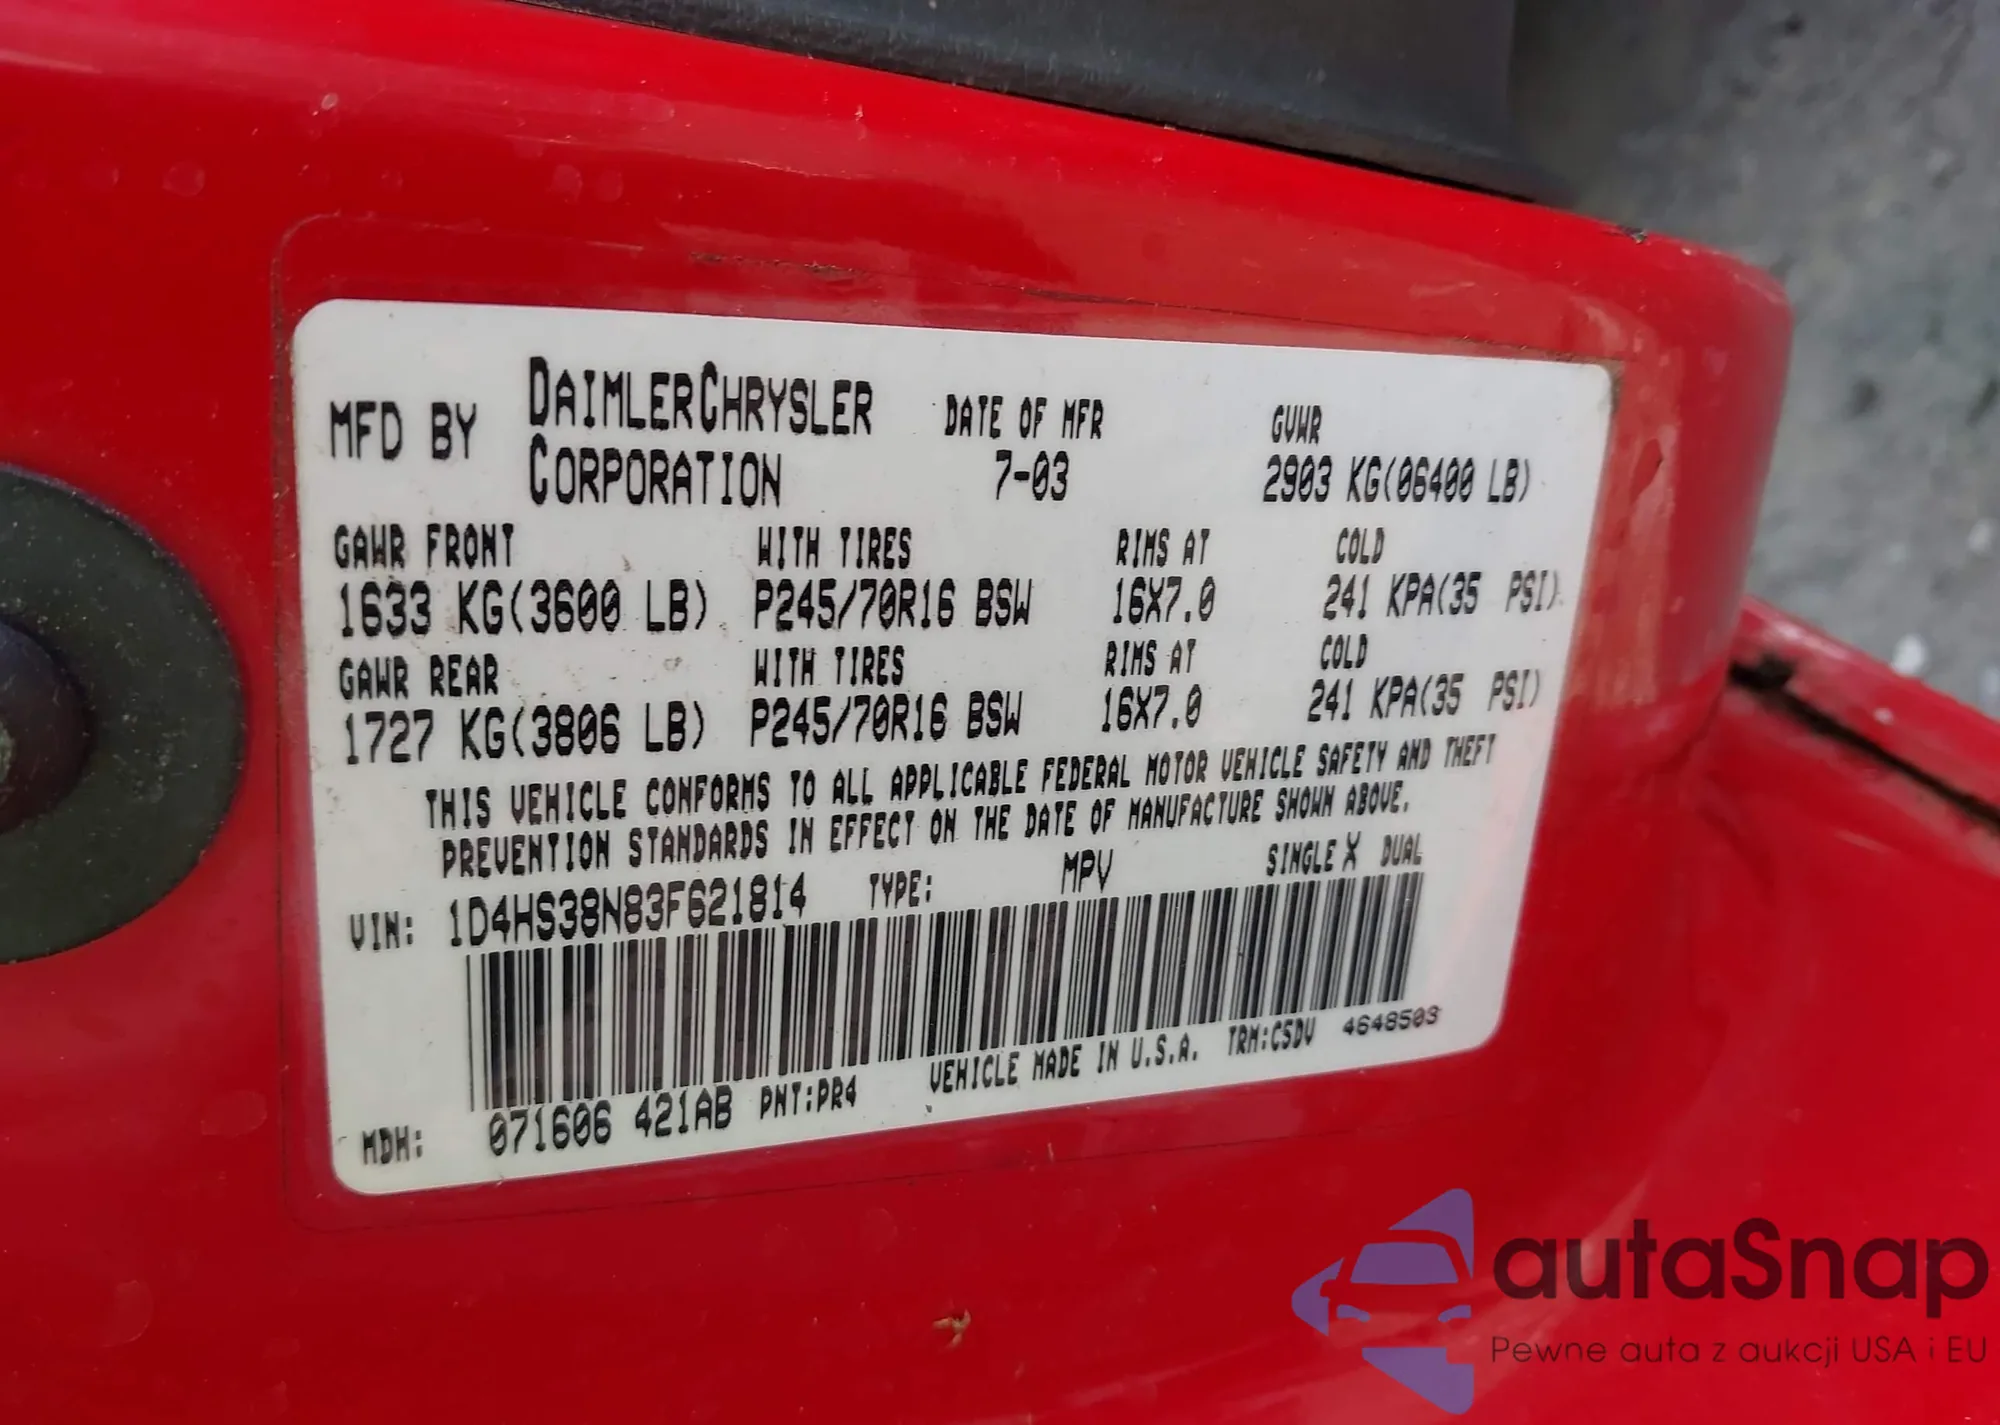 MFD BY DAIMLERCHRYSLER CORPORATION DATE OF MFR 7-03 GVWR 2903 KG(06400 LB)
GAWR FRONT WITH TIRES RIMS AT COLD
1633 KG(3600 LB) P245/70R16 BSW 16X7.0 241 KPA(35 PSI)
GAWR REAR WITH TIRES RIMS AT COLD
1727 KG(3806 LB) P245/70R16 BSW 16X7.0 241 KPA(35 PSI)
THIS VEHICLE CONFORMS TO ALL APPLICABLE FEDERAL MOTOR VEHICLE SAFETY AND THEFT
PREVENTION STANDARDS IN EFFECT ON THE DATE OF MANUFACTURE SHOWN ABOVE.
VIN: 1D4HS38N83F621814 TYPE: MPV SINGLE X DUAL
MDH: 071606 421AB PNT:PR4 VEHICLE MADE IN U.S.A. TRM:C5DV 4648503
autaSnap
Pewne auta z aukcji USA i EU